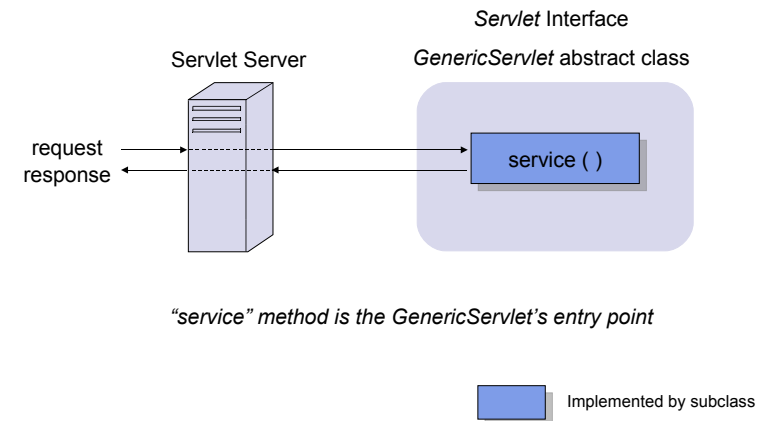 Servlet Interface
Servlet Server
GenericServlet abstract class
request
response
service ( )
“service” method is the GenericServlet’s entry point
Implemented by subclass